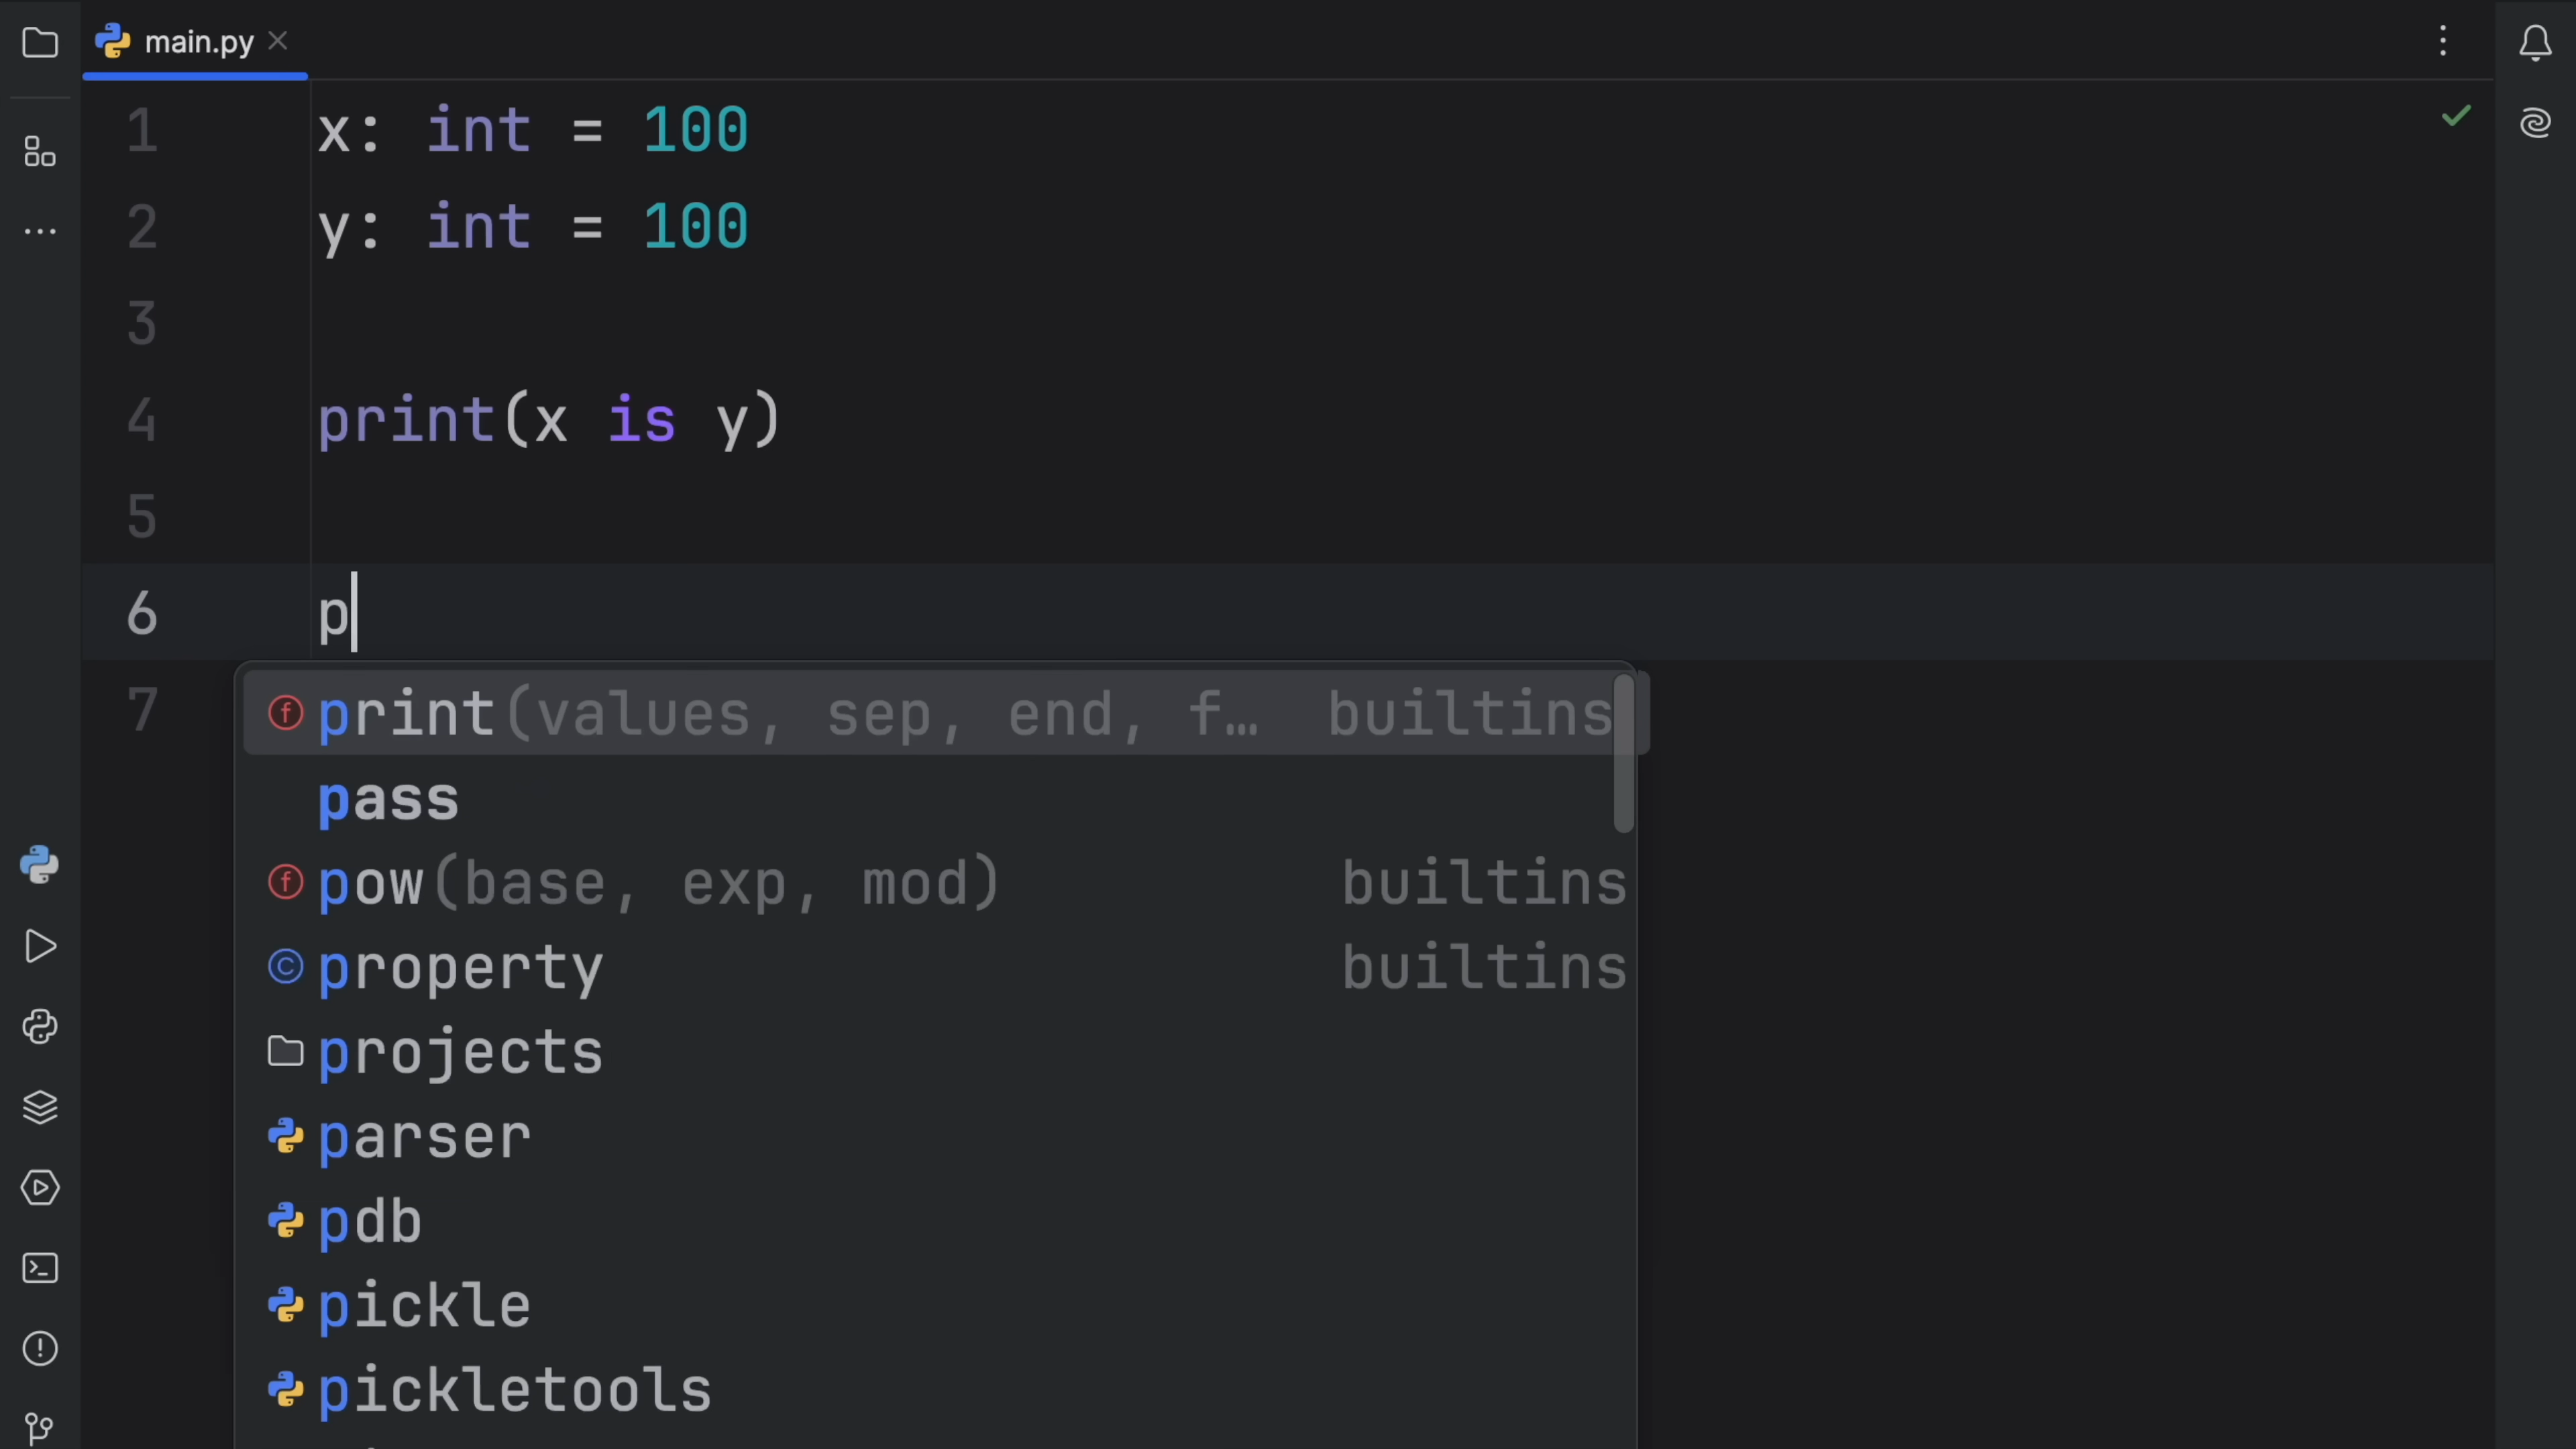 main.py
1 x: int = 100
2 y: int = 100
3
4 print(x is y)
5
6 p
7
print(values, sep, end, f… builtins
pass
pow(base, exp, mod) builtins
property builtins
projects
parser
pdb
pickle
pickletools